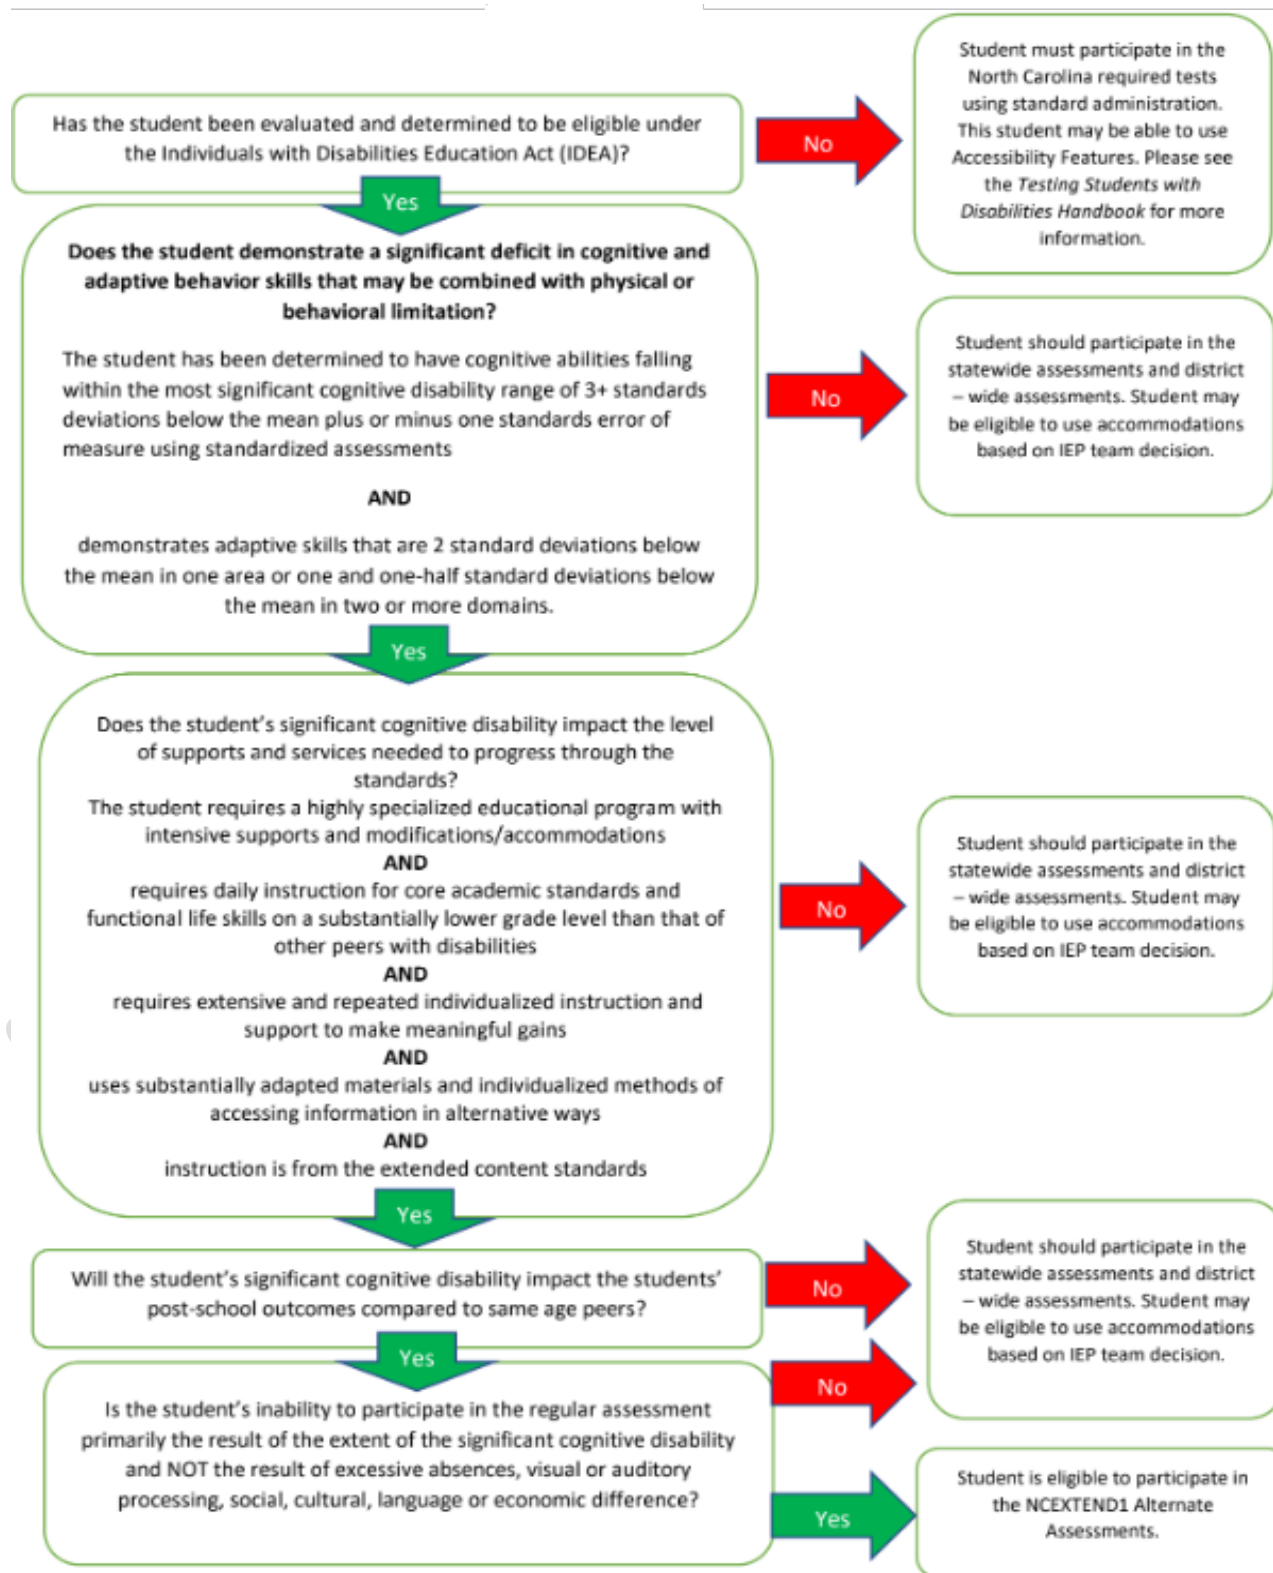 Has the student been evaluated and determined to be eligible under
the Individuals with Disabilities Education Act (IDEA)?
No
Student must participate in the
North Carolina required tests
using standard administration.
This student may be able to use
Accessibility Features. Please see
the Testing Students with
Disabilities Handbook for more
information.
Yes
Does the student demonstrate a significant deficit in cognitive and
adaptive behavior skills that may be combined with physical or
behavioral limitation?
The student has been determined to have cognitive abilities falling
within the most significant cognitive disability range of 3+ standards
deviations below the mean plus or minus one standards error of
measure using standardized assessments
AND
demonstrates adaptive skills that are 2 standard deviations below
the mean in one area or one and one-half standard deviations below
the mean in two or more domains.
No
Student should participate in the
statewide assessments and district
– wide assessments. Student may
be eligible to use accommodations
based on IEP team decision.
Yes
Does the student's significant cognitive disability impact the level
of supports and services needed to progress through the
standards?
The student requires a highly specialized educational program with
intensive supports and modifications/accommodations
AND
requires daily instruction for core academic standards and
functional life skills on a substantially lower grade level than that of
other peers with disabilities
AND
requires extensive and repeated individualized instruction and
support to make meaningful gains
AND
uses substantially adapted materials and individualized methods of
accessing information in alternative ways
AND
instruction is from the extended content standards
No
Student should participate in the
statewide assessments and district
– wide assessments. Student may
be eligible to use accommodations
based on IEP team decision.
Yes
Will the student's significant cognitive disability impact the students'
post-school outcomes compared to same age peers?
No
Student should participate in the
statewide assessments and district
– wide assessments. Student may
be eligible to use accommodations
based on IEP team decision.
Yes
Is the student's inability to participate in the regular assessment
primarily the result of the extent of the significant cognitive disability
and NOT the result of excessive absences, visual or auditory
processing, social, cultural, language or economic difference?
No
Yes
Student is eligible to participate in
the NCEXTEND1 Alternate
Assessments.